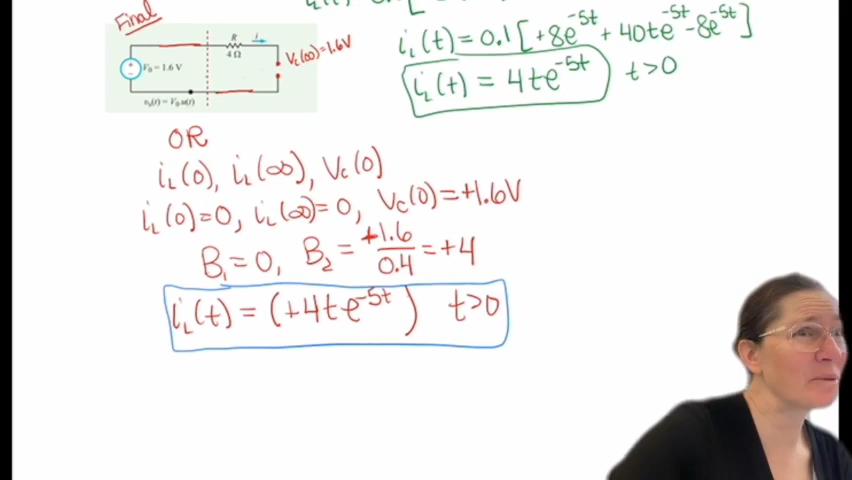 Final
R
i
4 Ω
V₀ = 1.6 V
Vc(∞)=1.6V
vₛ(t) = V₀ u(t)
iL(t) = 0.1[+8e^-5t + 40te^-5t - 8e^-5t]
iL(t) = 4te^-5t t>0
OR
iL(0), iL(∞), Vc(0)
iL(0)=0, iL(∞)=0, Vc(0)=+1.6V
B₁=0, B₂ = +1.6/0.4 = +4
iL(t) = (+4te^-5t) t>0